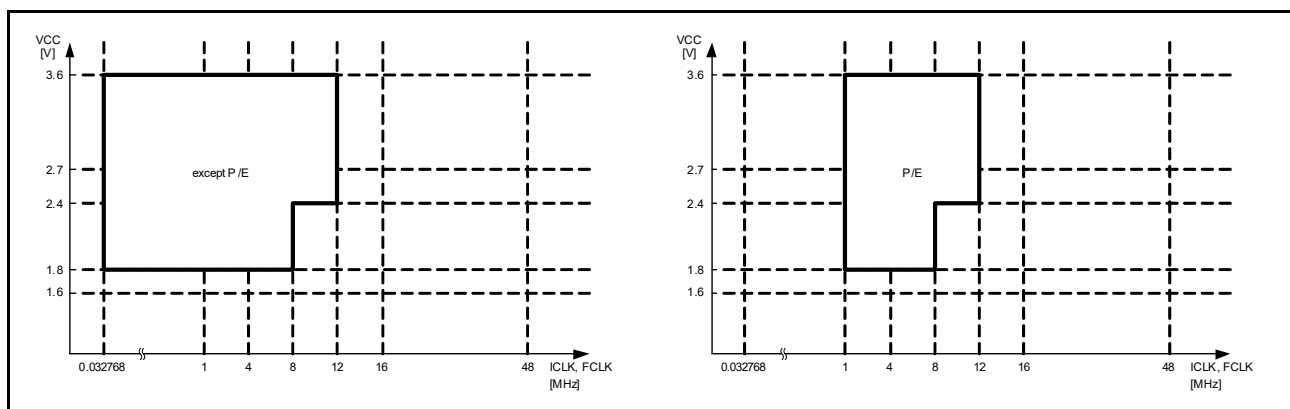 VCC
[V]
3.6
2.7
2.4
1.8
1.6
except P/E
0.032768 1 4 8 12 16 48 ICLK, FCLK
[MHz]
VCC
[V]
3.6
2.7
2.4
1.8
1.6
P/E
0.032768 1 4 8 12 16 48 ICLK, FCLK
[MHz]